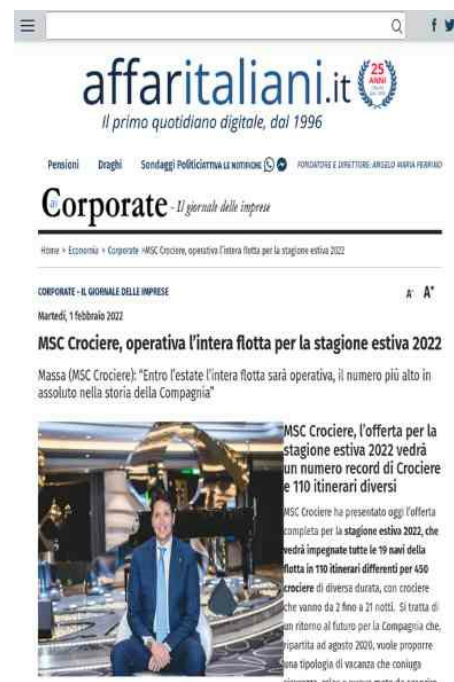 f
affaritaliani.it
25
ANNI
Il primo quotidiano digitale, dal 1996
Pensioni Draghi Sondaggi Politici ATTIVA LE NOTIFICHE FONDATORE E DIRETTORE: ANGELO MARIA PERRINO
ai Corporate - Il giornale delle imprese
Home > Economia > Corporate >MSC Crociere, operativa l'intera flotta per la stagione estiva 2022
CORPORATE - IL GIORNALE DELLE IMPRESE
A- A+
Martedì, 1 febbraio 2022
MSC Crociere, operativa l'intera flotta per la stagione estiva 2022
Massa (MSC Crociere): "Entro l'estate l'intera flotta sarà operativa, il numero più alto in
assoluto nella storia della Compagnia"
MSC Crociere, l'offerta per la
stagione estiva 2022 vedrà
un numero record di Crociere
e 110 itinerari diversi
MSC Crociere ha presentato oggi l'offerta
completa per la stagione estiva 2022, che
vedrà impegnate tutte le 19 navi della
flotta in 110 itinerari differenti per 450
crociere di diversa durata, con crociere
che vanno da 2 fino a 21 notti. Si tratta di
un ritorno al futuro per la Compagnia che,
ripartita ad agosto 2020, vuole proporre
una tipologia di vacanza che coniuga